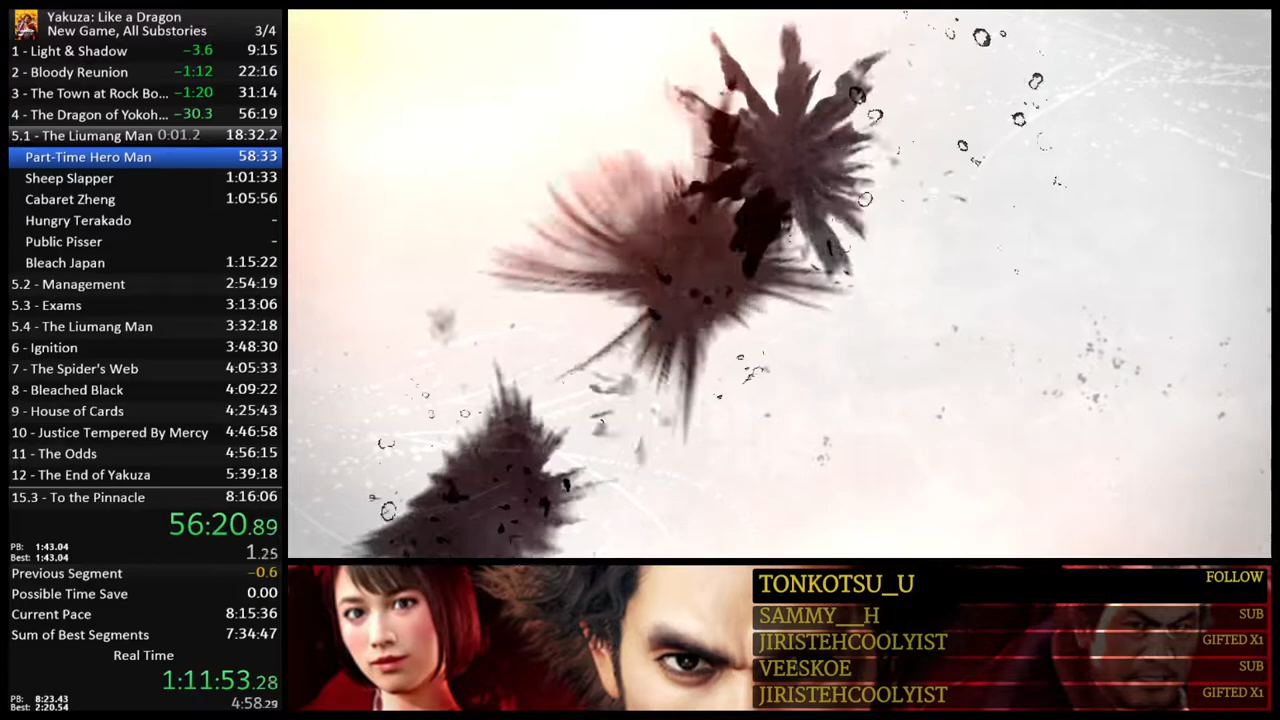 Yakuza: Like a Dragon
New Game, All Substories 3/4
1 - Light & Shadow −3.6 9:15
2 - Bloody Reunion −1:12 22:16
3 - The Town at Rock Bo... −1:20 31:14
4 - The Dragon of Yokoh... −30.3 56:19
5.1 - The Liumang Man 0:01.2 18:32.2
Part-Time Hero Man 58:33
Sheep Slapper 1:01:33
Cabaret Zheng 1:05:56
Hungry Terakado -
Public Pisser -
Bleach Japan 1:15:22
5.2 - Management 2:54:19
5.3 - Exams 3:13:06
5.4 - The Liumang Man 3:32:18
6 - Ignition 3:48:30
7 - The Spider's Web 4:05:33
8 - Bleached Black 4:09:22
9 - House of Cards 4:25:43
10 - Justice Tempered By Mercy 4:46:58
11 - The Odds 4:56:15
12 - The End of Yakuza 5:39:18
15.3 - To the Pinnacle 8:16:06
56:20.89
PB: 1:43.04
Best: 1:43.04 1.25
Previous Segment −0.6
Possible Time Save 0.00
Current Pace 8:15:36
Sum of Best Segments 7:34:47
Real Time
1:11:53.28
PB: 8:23.43
Best: 2:20.54 4:58.29
TONKOTSU_U FOLLOW
SAMMY__H SUB
JIRISTEHCOOLYIST GIFTED X1
VEESKOE SUB
JIRISTEHCOOLYIST GIFTED X1